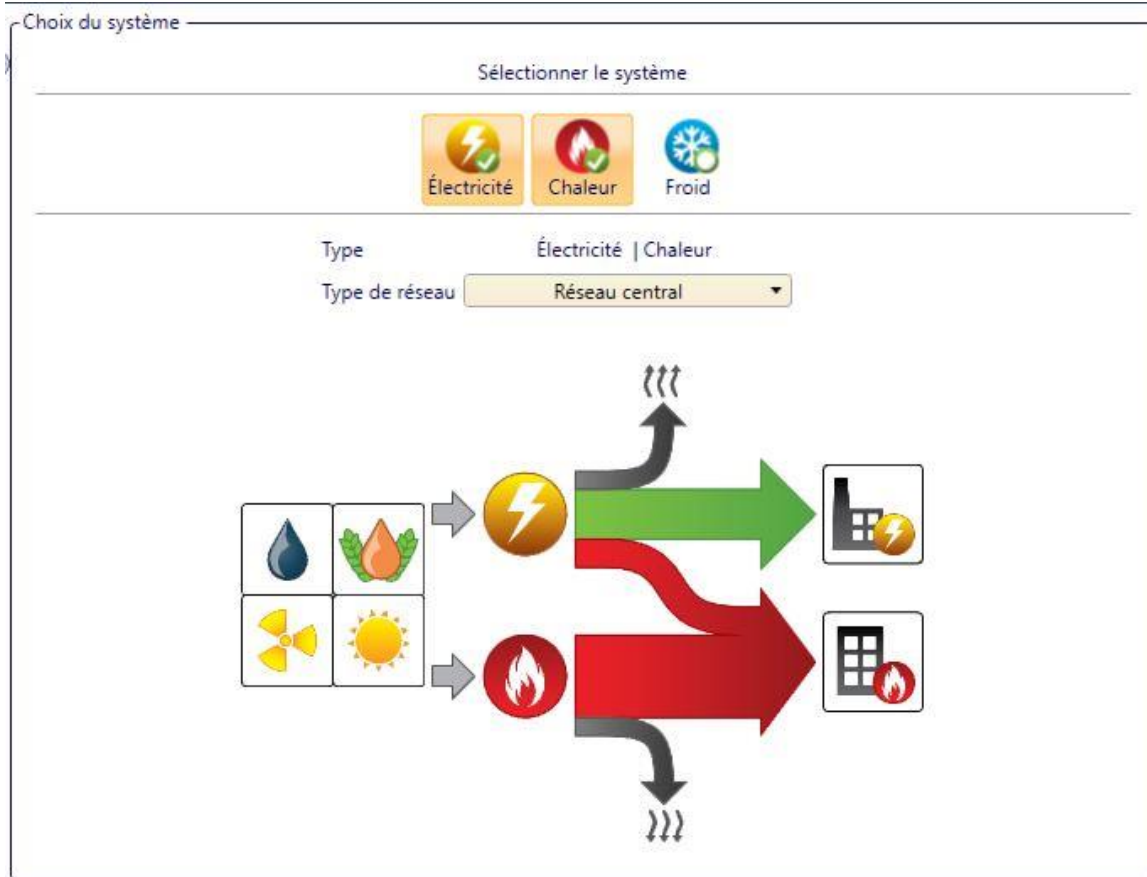 Choix du système
Sélectionner le système
Électricité Chaleur Froid
Type Électricité | Chaleur
Type de réseau Réseau central